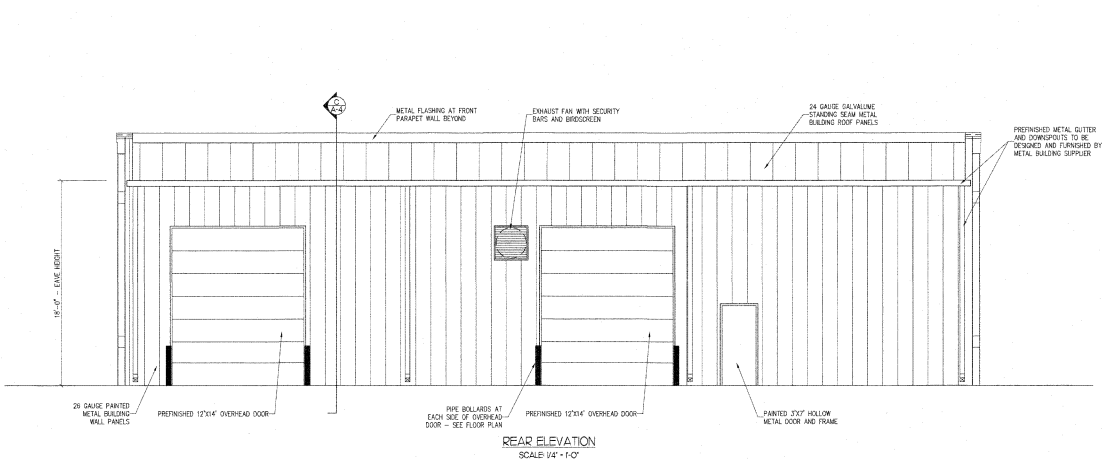 C
A-4
METAL FLASHING AT FRONT
PARAPET WALL BEYOND
EXHAUST FAN WITH SECURITY
BARS AND BIRDSCREEN
24 GAUGE GALVALUME
STANDING SEAM METAL
BUILDING ROOF PANELS
PREFINISHED METAL GUTTER
AND DOWNSPOUTS TO BE
DESIGNED AND FURNISHED BY
METAL BUILDING SUPPLIER
18'-0" - EAVE HEIGHT
26 GAUGE PAINTED
METAL BUILDING
WALL PANELS
PREFINISHED 12'X14' OVERHEAD DOOR
PIPE BOLLARDS AT
EACH SIDE OF OVERHEAD
DOOR - SEE FLOOR PLAN
PREFINISHED 12'X14' OVERHEAD DOOR
PAINTED 3'X7' HOLLOW
METAL DOOR AND FRAME
REAR ELEVATION
SCALE: 1/4" = 1'-0"